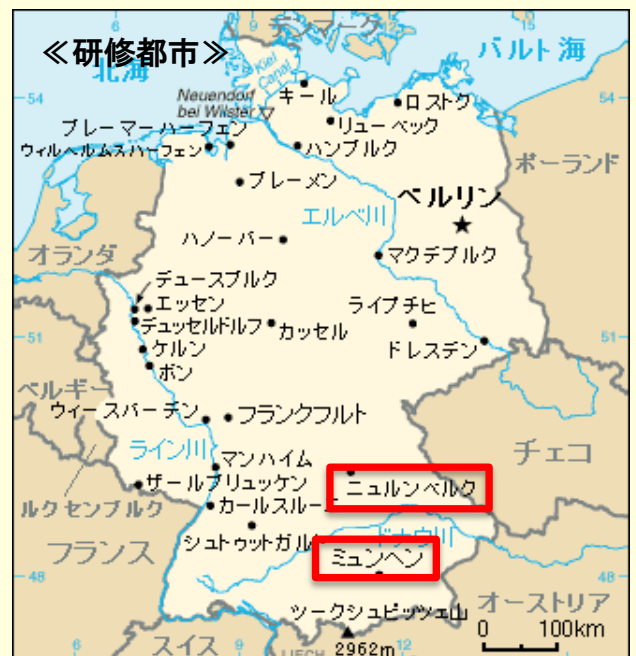 6
9
デンマーク
≪研修都市≫
バルト海
北海
Kiel
Canal
キール
54
Neuendorf
bei Wilster
ロストク
54
ブレーマーハーフェン
リューベック
ウィルヘルムスハーフェン
ハンブルク
ポーランド
ブレーメン
ベルリン
エルベ川
ハノーバー
オランダ
マクデブルク
デュースブルク
エッセン
ライプチヒ
51
デュッセルドルフ
カッセル
51
ケルン
ドレスデン
ボン
ベルギー
ウィースバーデン
フランクフルト
チェコ
ライン川
マンハイム
ザールブリュッケン
ニュルンベルク
ルクセンブルク
カールスルー
ドナウ川
フランス
シュトゥットガルト
ミュンヘン
48
48
ツークシュピッツェ山
オーストリア
0 100km
スイス
6
9
LIECH
2962m
12